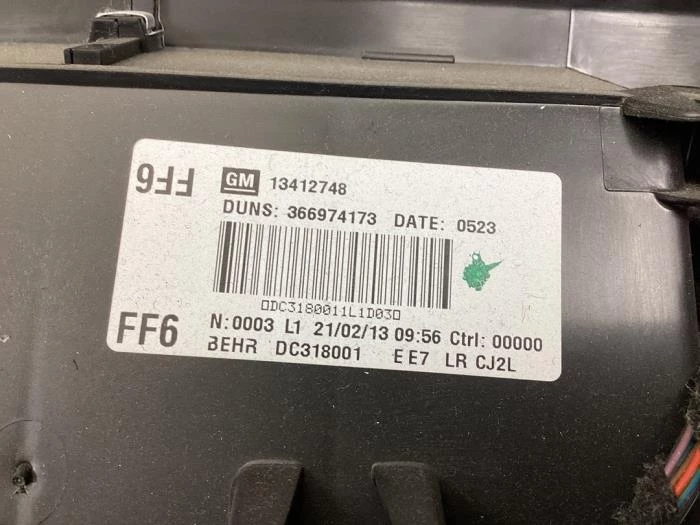 FF6
GM 13412748
DUNS: 366974173 DATE: 0523
▯DC3180011L1D03▯
FF6
N:0003 L1 21/02/13 09:56 Ctrl: 00000
BEHR DC318001 E E7 LR CJ2L